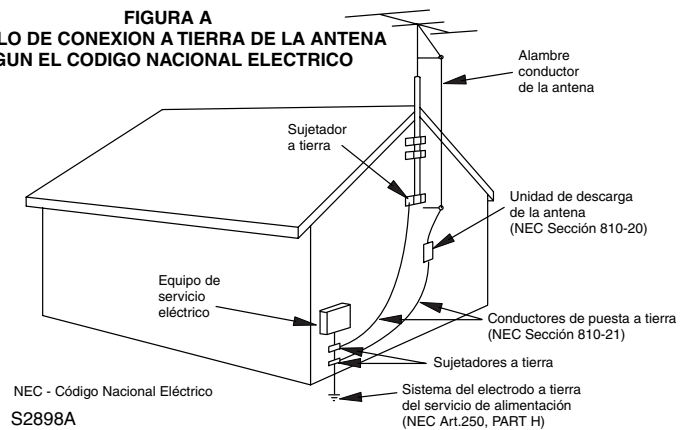 FIGURA A
LO DE CONEXION A TIERRA DE LA ANTENA
GUN EL CODIGO NACIONAL ELECTRICO
Alambre
conductor
de la antena
Sujetador
a tierra
Unidad de descarga
de la antena
(NEC Sección 810-20)
Equipo de
servicio
eléctrico
Conductores de puesta a tierra
(NEC Sección 810-21)
Sujetadores a tierra
NEC - Código Nacional Eléctrico
Sistema del electrodo a tierra
del servicio de alimentación
(NEC Art.250, PART H)
S2898A